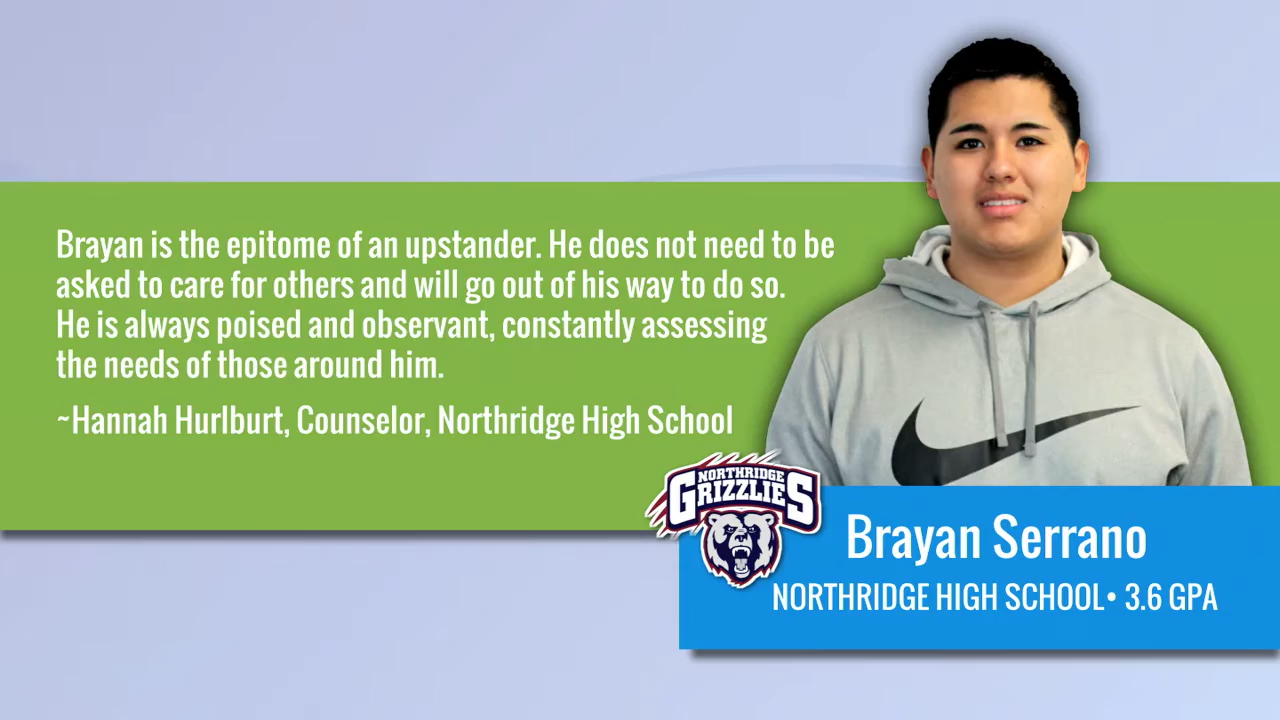 Brayan is the epitome of an upstander. He does not need to be
asked to care for others and will go out of his way to do so.
He is always poised and observant, constantly assessing
the needs of those around him.
~Hannah Hurlburt, Counselor, Northridge High School
NORTHRIDGE
GRIZZLIES
Brayan Serrano
NORTHRIDGE HIGH SCHOOL• 3.6 GPA